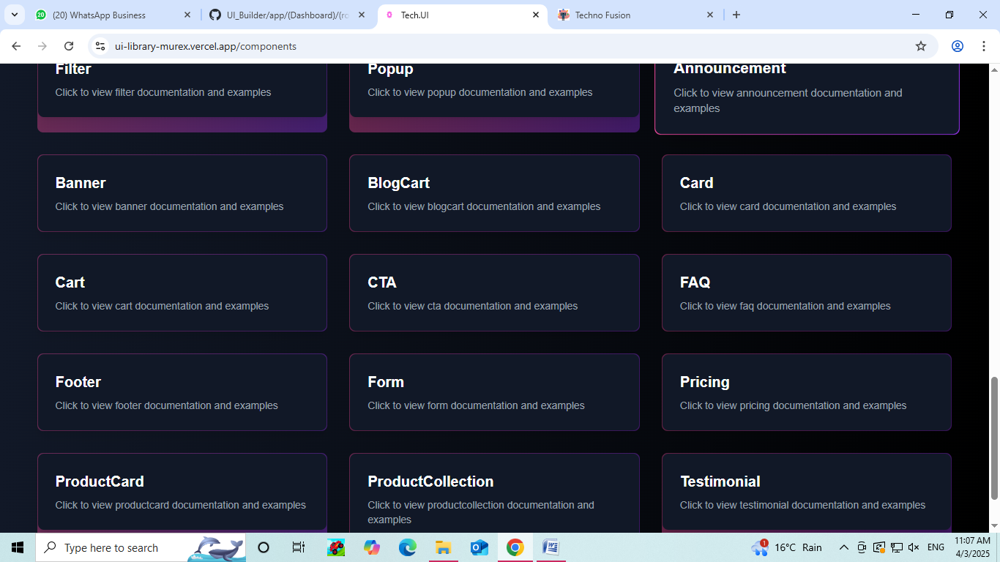 20
(20) WhatsApp Business
UI_Builder/app/(Dashboard)/(ro
Tech.UI
Techno Fusion
ui-library-murex.vercel.app/components
Filter
Click to view filter documentation and examples
Popup
Click to view popup documentation and examples
Announcement
Click to view announcement documentation and
examples
Banner
Click to view banner documentation and examples
BlogCart
Click to view blogcart documentation and examples
Card
Click to view card documentation and examples
Cart
Click to view cart documentation and examples
CTA
Click to view cta documentation and examples
FAQ
Click to view faq documentation and examples
Footer
Click to view footer documentation and examples
Form
Click to view form documentation and examples
Pricing
Click to view pricing documentation and examples
ProductCard
Click to view productcard documentation and examples
ProductCollection
Click to view productcollection documentation and
examples
Testimonial
Click to view testimonial documentation and examples
Type here to search
1
16°C Rain
ENG
11:07 AM
4/3/2025